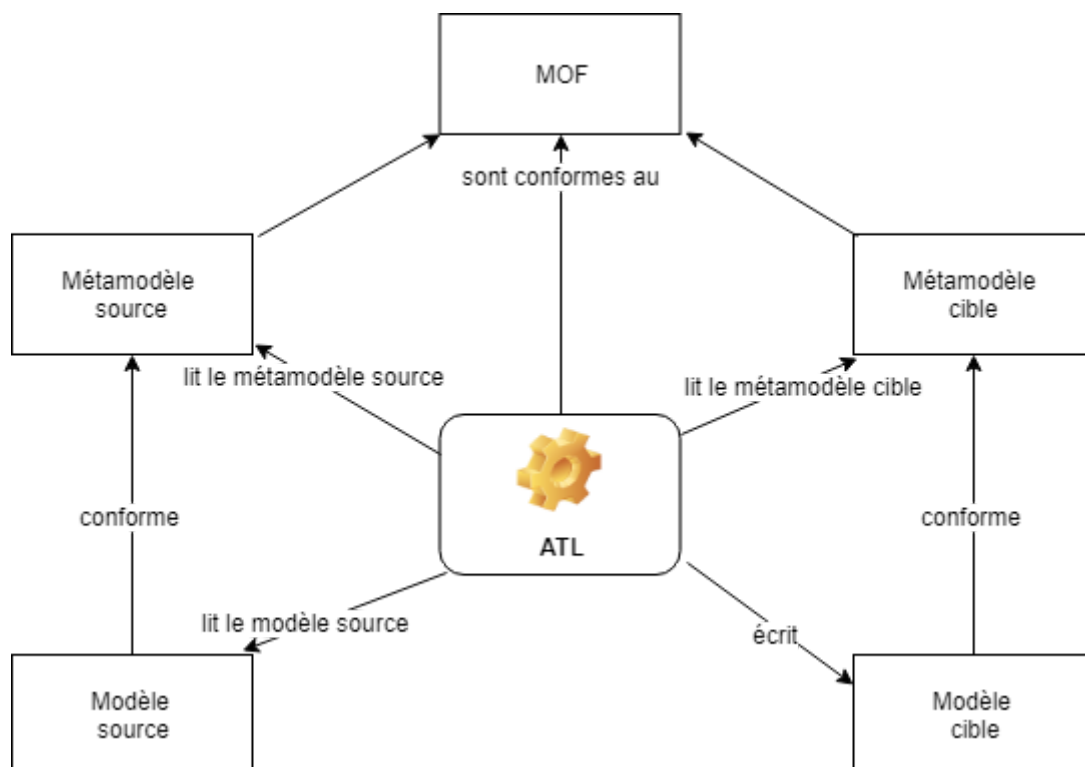 MOF
sont conformes au
Métamodèle
source
Métamodèle
cible
lit le métamodèle source
lit le métamodèle cible
conforme
ATL
conforme
lit le modèle source
écrit
Modèle
source
Modèle
cible